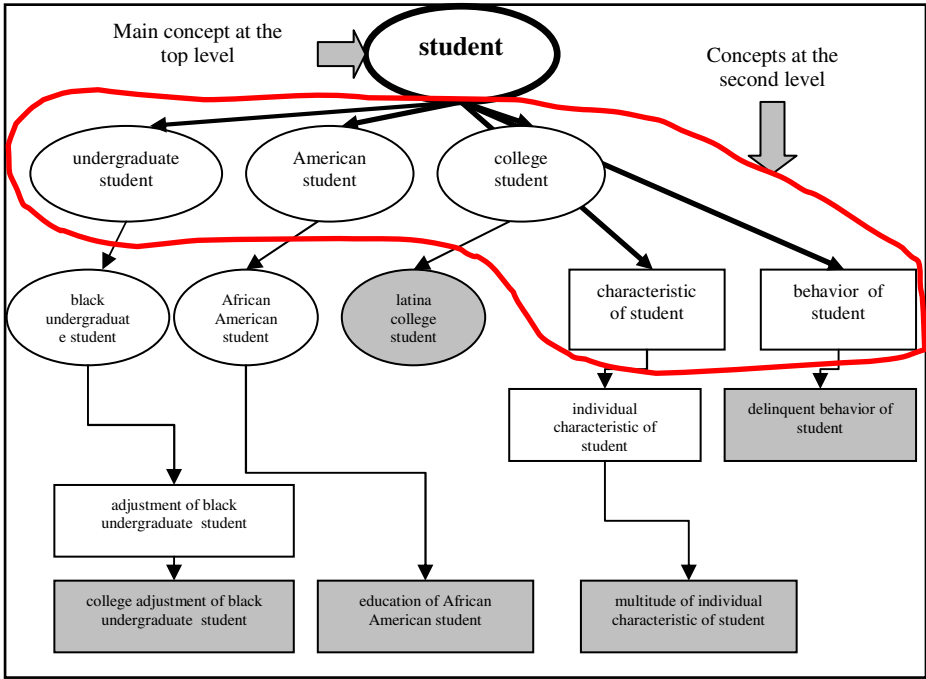 Main concept at the
top level
student
Concepts at the
second level
undergraduate
student
American
student
college
student
black
undergraduat
e student
African
American
student
latina
college
student
characteristic
of student
behavior of
student
individual
characteristic of
student
delinquent behavior of
student
adjustment of black
undergraduate student
college adjustment of black
undergraduate student
education of African
American student
multitude of individual
characteristic of student